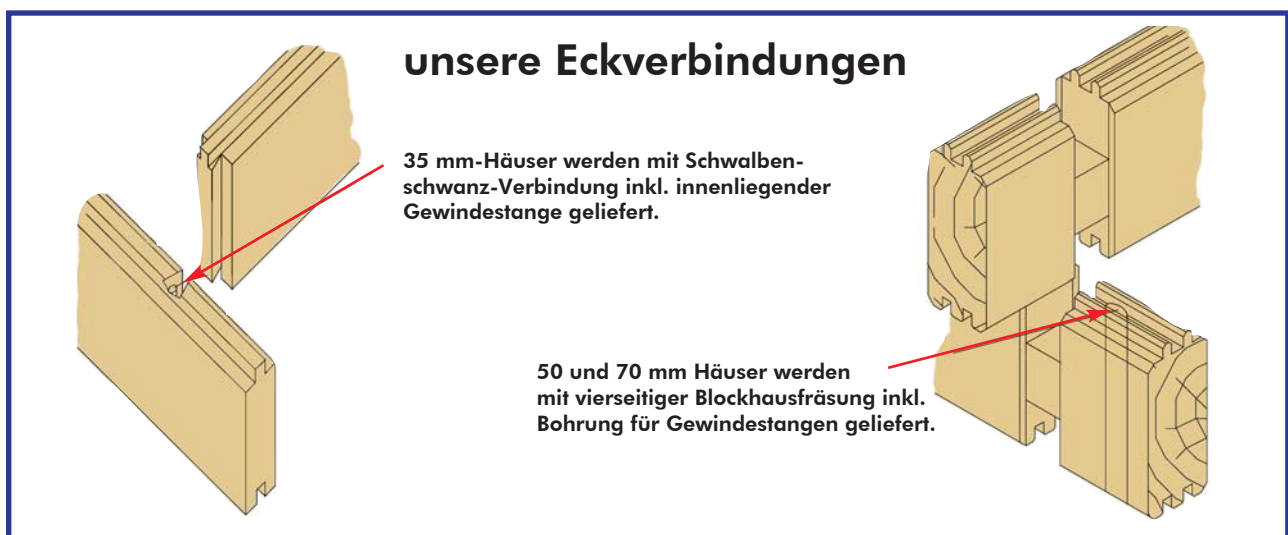 unsere Eckverbindungen
35 mm-Häuser werden mit Schwalben-
schwanz-Verbindung inkl. innenliegender
Gewindestange geliefert.
50 und 70 mm Häuser werden
mit vierseitiger Blockhausfräsung inkl.
Bohrung für Gewindestangen geliefert.